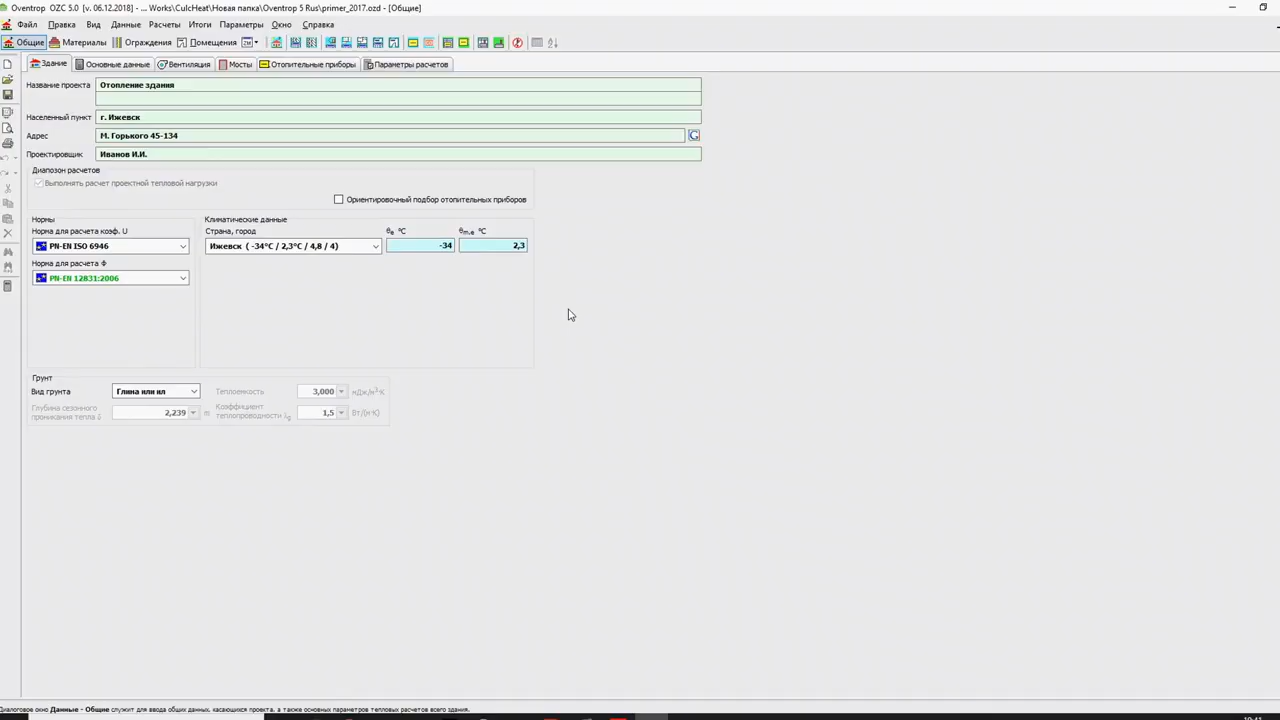 Oventrop OZC 5.0 [v. 06.12.2018] - ... Works\CulcHeat\Новая папка\Oventrop 5 Rus\primer_2017.ozd - [Общие]
Файл Правка Вид Данные Расчеты Итоги Параметры Окно Справка
Общие Материалы Ограждения Помещения
Здание Основные данные Вентиляция Мосты Отопительные приборы Параметры расчетов
Название проекта Отопление здания
Населенный пункт г. Ижевск
Адрес М. Горького 45-134
Проектировщик Иванов И.И.
Диапозон расчетов
Выполнять расчет проектной тепловой нагрузки
Ориентировочный подбор отопительных приборов
Нормы Климатические данные
Норма для расчета коэф. U Страна, город θe °C θm.e °C
PN-EN ISO 6946 Ижевск ( -34°C / 2,3°C / 4,8 / 4) -34 2,3
Норма для расчета Ф
PN-EN 12831:2006
Грунт
Вид грунта Глина или ил Теплоемкость 3,000 мДж/м³·К
Глубина сезонного проникания тепла δ 2,239 m Коэффициент теплопроводности λg 1,5 Вт/(м·К)
Диалоговое окно Данные - Общие служит для ввода общих данных, касающихся проекта, а также основных параметров тепловых расчетов всего здания.